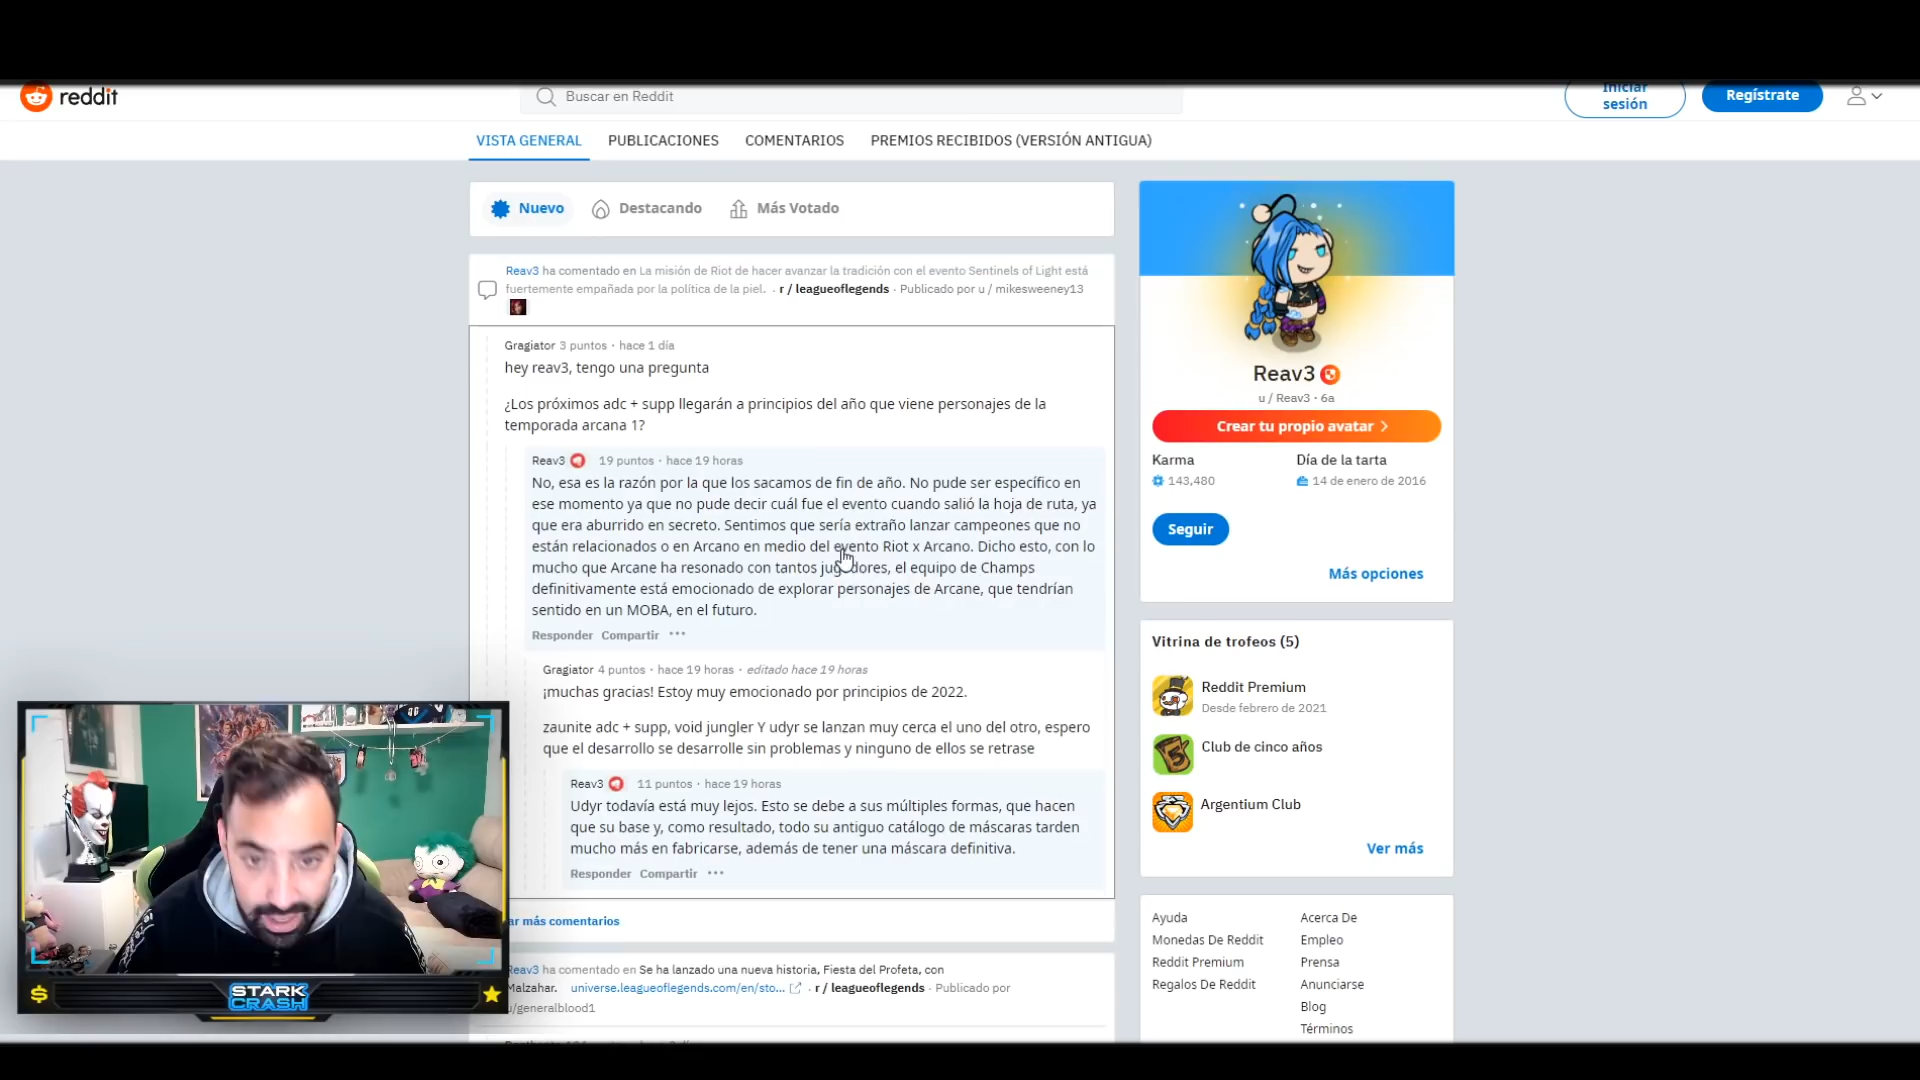 reddit
Buscar en Reddit
Iniciar
sesión
Regístrate
VISTA GENERAL
PUBLICACIONES
COMENTARIOS
PREMIOS RECIBIDOS (VERSIÓN ANTIGUA)
Nuevo
Destacando
Más Votado
Reav3 ha comentado en La misión de Riot de hacer avanzar la tradición con el evento Sentinels of Light está
fuertemente empañada por la política de la piel. · r / leagueoflegends · Publicado por u / mikesweeney13
Gragiator 3 puntos · hace 1 día
hey reav3, tengo una pregunta
¿Los próximos adc + supp llegarán a principios del año que viene personajes de la
temporada arcana 1?
Reav3 19 puntos · hace 19 horas
No, esa es la razón por la que los sacamos de fin de año. No pude ser específico en
ese momento ya que no pude decir cuál fue el evento cuando salió la hoja de ruta, ya
que era aburrido en secreto. Sentimos que sería extraño lanzar campeones que no
están relacionados o en Arcano en medio del evento Riot x Arcano. Dicho esto, con lo
mucho que Arcane ha resonado con tantos jugadores, el equipo de Champs
definitivamente está emocionado de explorar personajes de Arcane, que tendrían
sentido en un MOBA, en el futuro.
Responder Compartir ···
Gragiator 4 puntos · hace 19 horas · editado hace 19 horas
¡muchas gracias! Estoy muy emocionado por principios de 2022.
zaunite adc + supp, void jungler Y udyr se lanzan muy cerca el uno del otro, espero
que el desarrollo se desarrolle sin problemas y ninguno de ellos se retrase
Reav3 11 puntos · hace 19 horas
Udyr todavía está muy lejos. Esto se debe a sus múltiples formas, que hacen
que su base y, como resultado, todo su antiguo catálogo de máscaras tarden
mucho más en fabricarse, además de tener una máscara definitiva.
Responder Compartir ···
ar más comentarios
Reav3 ha comentado en Se ha lanzado una nueva historia, Fiesta del Profeta, con
Malzahar. universe.leagueoflegends.com/en/sto... · r / leagueoflegends · Publicado por
u/generalblood1
Reav3
u / Reav3 · 6a
Crear tu propio avatar
Karma
143,480
Día de la tarta
14 de enero de 2016
Seguir
Más opciones
Vitrina de trofeos (5)
Reddit Premium
Desde febrero de 2021
Club de cinco años
Argentium Club
Ver más
Ayuda
Monedas De Reddit
Reddit Premium
Regalos De Reddit
Acerca De
Empleo
Prensa
Anunciarse
Blog
Términos
$
STARK
CRASH